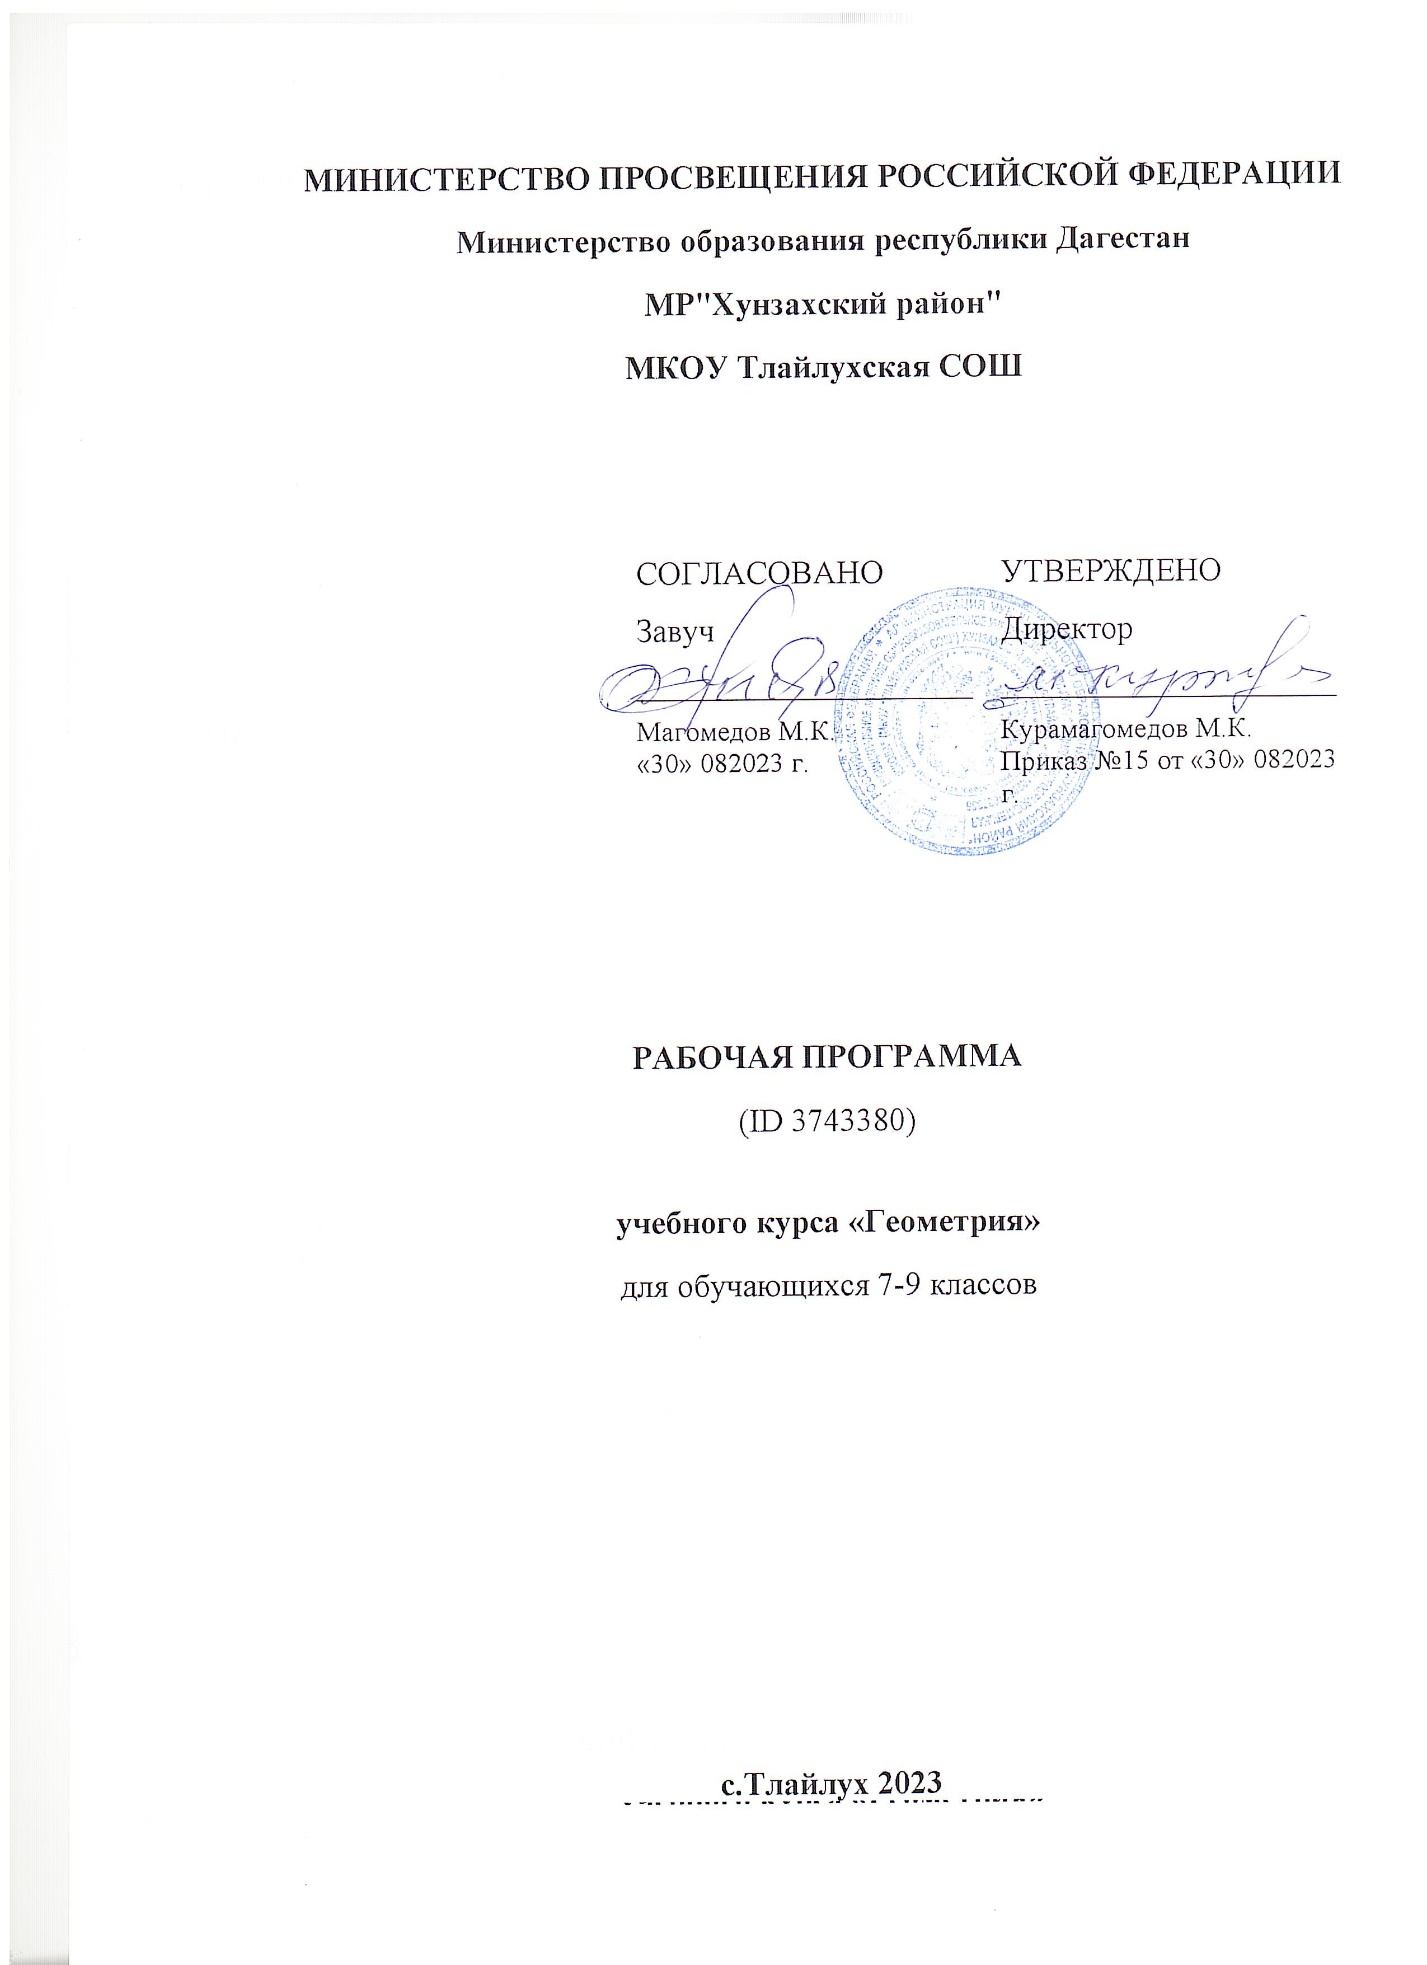 МИНИСТЕРСТВО ПРОСВЕЩЕНИЯ РОССИЙСКОЙ ФЕДЕРАЦИИ
Министерство образования республики Дагестан
МР"Хунзахский район"
МКОУ Тлайлухская СОШ
СОГЛАСОВАНО
Завуч
Магомедов М.К.
«30» 082023 г.
УТВЕРЖДЕНО
Директор
Курамагомедов М.К.
Приказ №15 от «30» 082023
г.
РАБОЧАЯ ПРОГРАММА
(ID 3743380)
учебного курса «Геометрия»
для обучающихся 7-9 классов
с.Тлайлух 2023